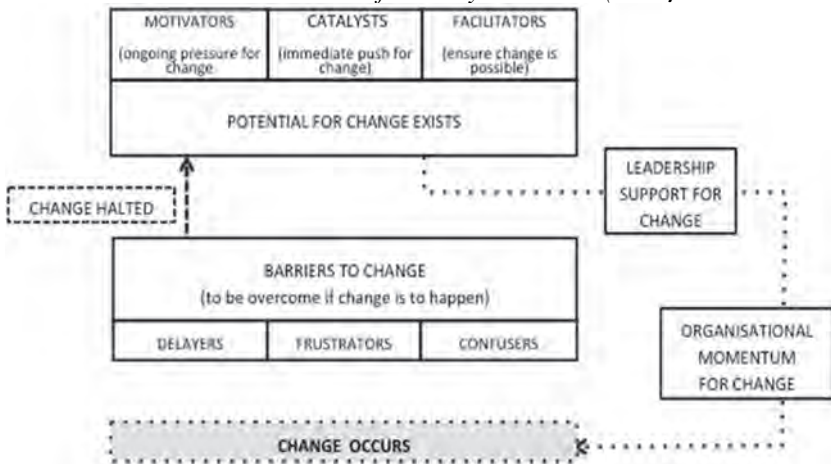 MOTIVATORS
(ongoing pressure for
change
CATALYSTS
(immediate push for
change)
FACILITATORS
(ensure change is
possible)
POTENTIAL FOR CHANGE EXISTS
LEADERSHIP
SUPPORT FOR
CHANGE
CHANGE HALTED
BARRIERS TO CHANGE
(to be overcome if change is to happen)
DELAYERS
FRUSTRATORS
CONFUSERS
ORGANISATIONAL
MOMENTUM
FOR CHANGE
CHANGE OCCURS